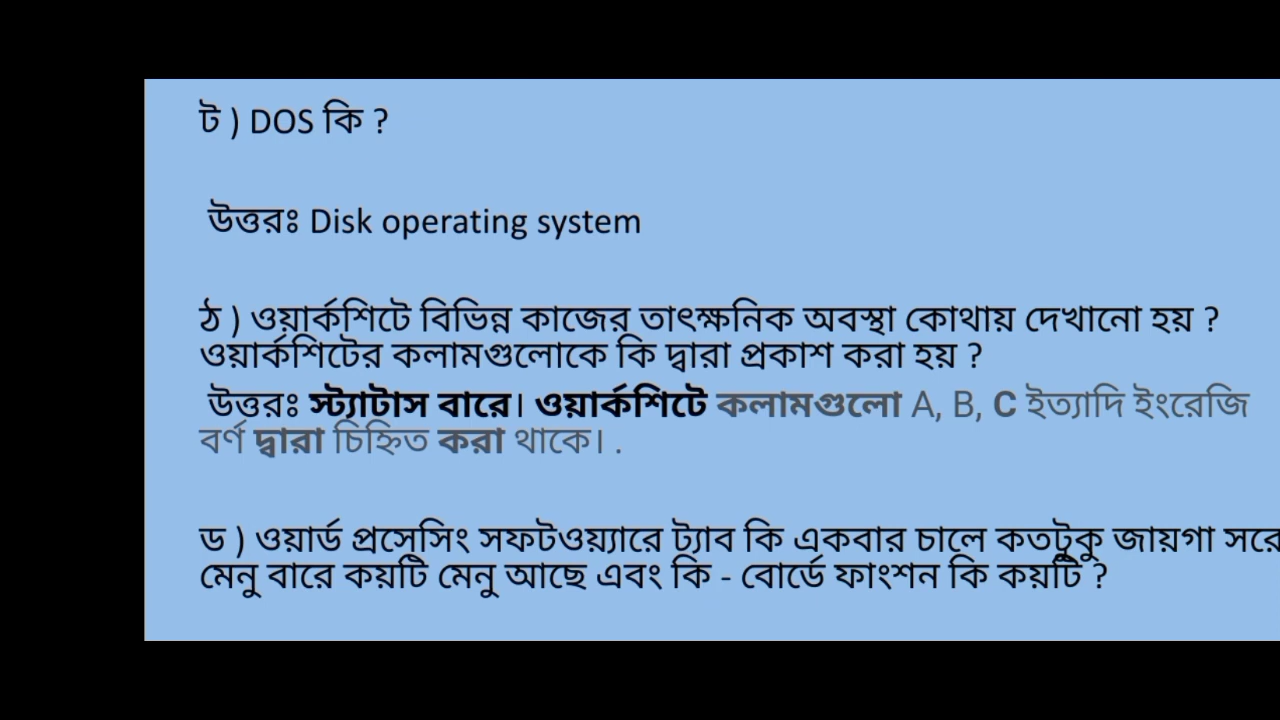 ট ) DOS কি ?
উত্তরঃ Disk operating system
ঠ ) ওয়ার্কশিটে বিভিন্ন কাজের তাৎক্ষনিক অবস্থা কোথায় দেখানো হয় ?
ওয়ার্কশিটের কলামগুলোকে কি দ্বারা প্রকাশ করা হয় ?
উত্তরঃ স্ট্যাটাস বারে। ওয়ার্কশিটে কলামগুলো A, B, C ইত্যাদি ইংরেজি
বর্ণ দ্বারা চিহ্নিত করা থাকে। .
ড ) ওয়ার্ড প্রসেসিং সফটওয়্যারে ট্যাব কি একবার চালে কতটুকু জায়গা সরে
মেনু বারে কয়টি মেনু আছে এবং কি - বোর্ডে ফাংশন কি কয়টি ?